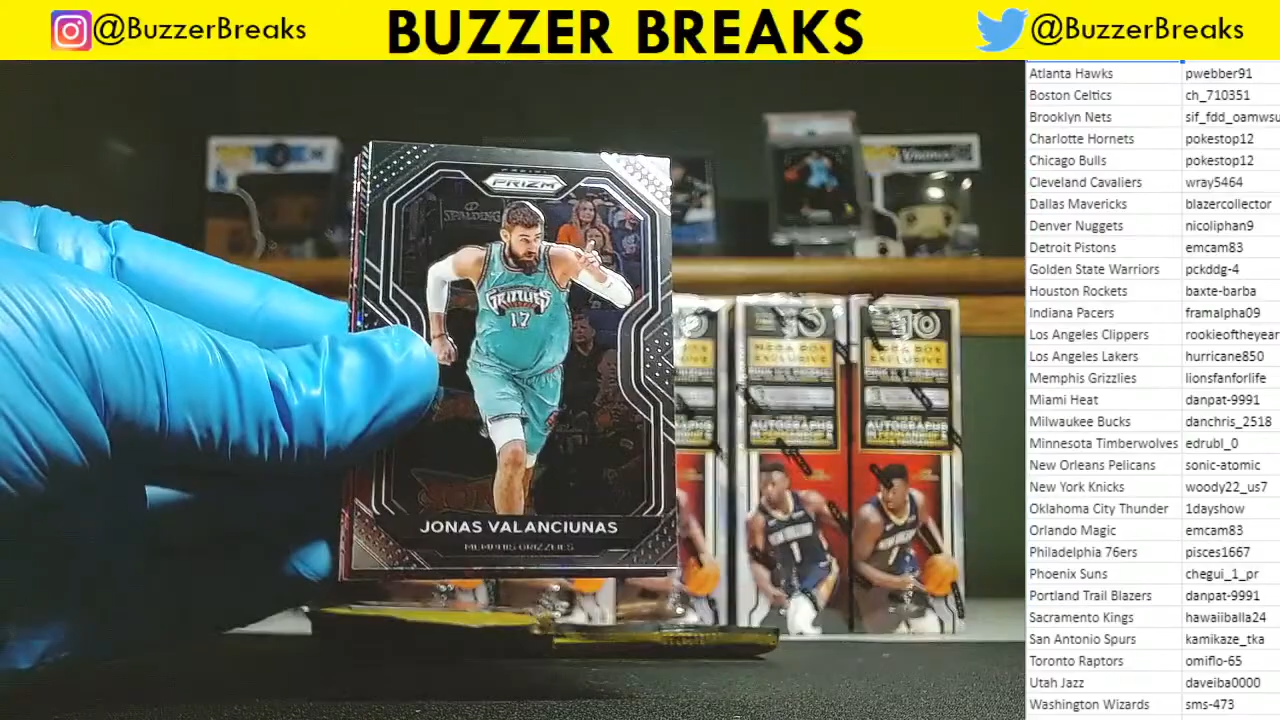 @BuzzerBreaks
BUZZER BREAKS
@BuzzerBreaks
Atlanta Hawks pwebber91
Boston Celtics ch_710351
Brooklyn Nets sif_fdd_oamwsu
Charlotte Hornets pokestop12
Chicago Bulls pokestop12
Cleveland Cavaliers wray5464
Dallas Mavericks blazercollector
Denver Nuggets nicoliphan9
Detroit Pistons emcam83
Golden State Warriors pckddg-4
Houston Rockets baxte-barba
Indiana Pacers framalpha09
Los Angeles Clippers rookieoftheyear
Los Angeles Lakers hurricane850
Memphis Grizzlies lionsfanforlife
Miami Heat danpat-9991
Milwaukee Bucks danchris_2518
Minnesota Timberwolves edrubl_0
New Orleans Pelicans sonic-atomic
New York Knicks woody22_us7
Oklahoma City Thunder 1dayshow
Orlando Magic emcam83
Philadelphia 76ers pisces1667
Phoenix Suns chegui_1_pr
Portland Trail Blazers danpat-9991
Sacramento Kings hawaiiballa24
San Antonio Spurs kamikaze_tka
Toronto Raptors omiflo-65
Utah Jazz daveiba0000
Washington Wizards sms-473
PANINI
PRIZM
SPALDING
GRIZZLIES
17
JONAS VALANCIUNAS
MEMPHIS GRIZZLIES
MEGA BOX
EXCLUSIVE
AUTOGRAPHS
10
MEGA BOX
EXCLUSIVE
AUTOGRAPHS